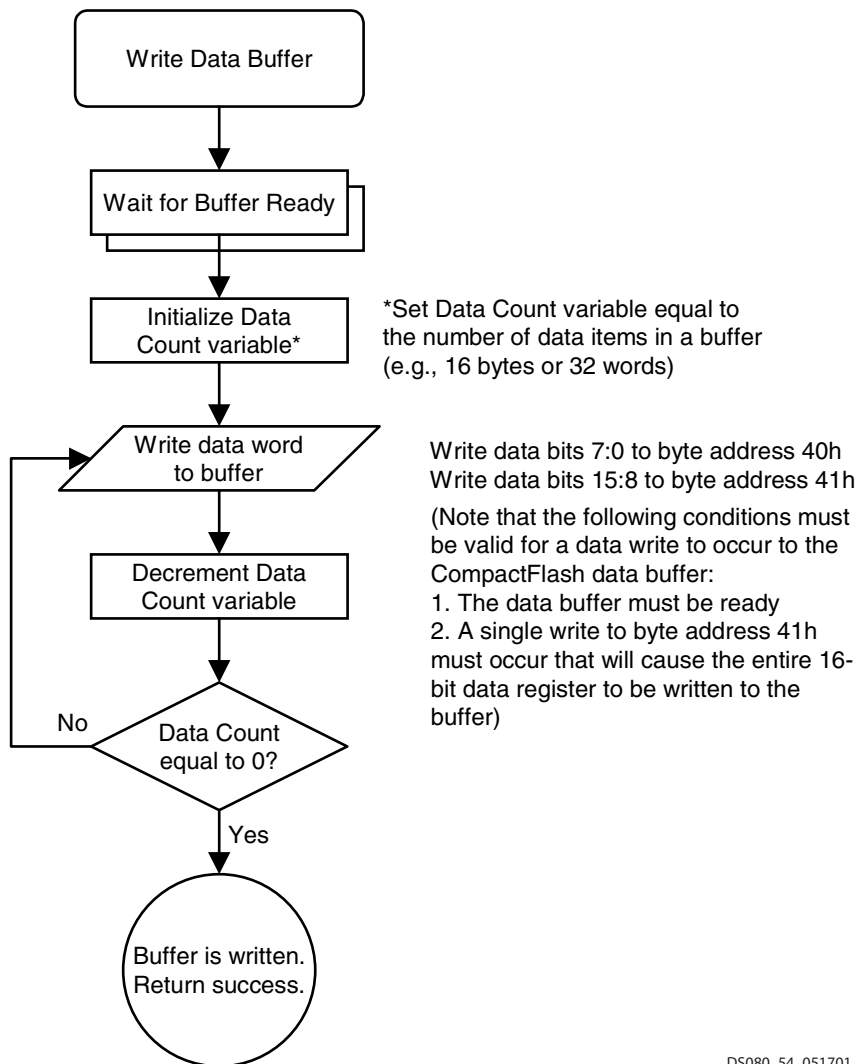 Write Data Buffer
Wait for Buffer Ready
Initialize Data
Count variable*
*Set Data Count variable equal to
the number of data items in a buffer
(e.g., 16 bytes or 32 words)
Write data word
to buffer
Write data bits 7:0 to byte address 40h
Write data bits 15:8 to byte address 41h
(Note that the following conditions must
be valid for a data write to occur to the
CompactFlash data buffer:
1. The data buffer must be ready
2. A single write to byte address 41h
must occur that will cause the entire 16-
bit data register to be written to the
buffer)
Decrement Data
Count variable
No
Data Count
equal to 0?
Yes
Buffer is written.
Return success.
DS080_54_051701